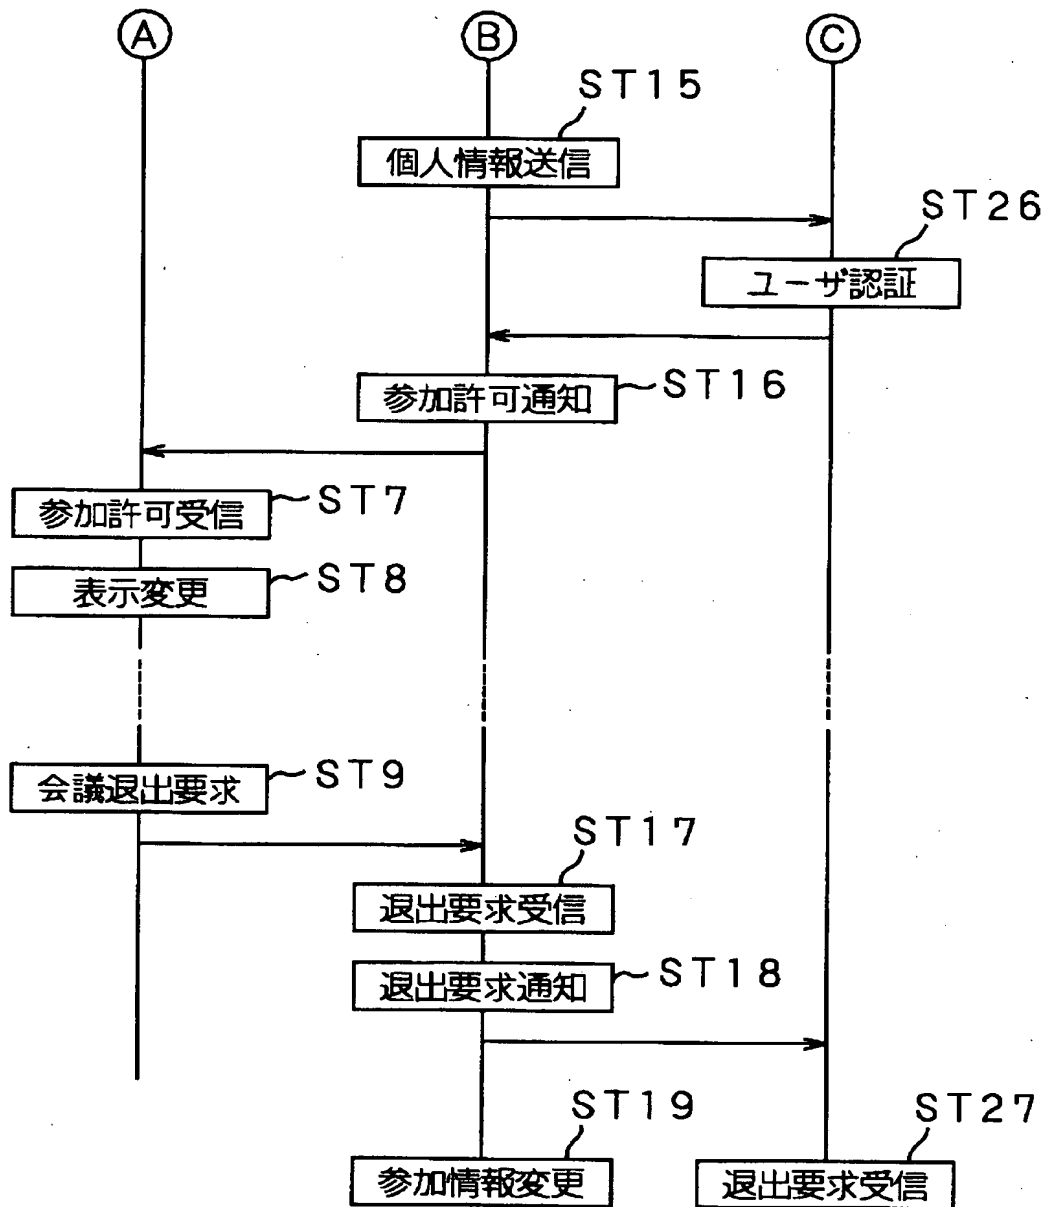 A B C
ST15
個人情報送信
ST26
ユーザ認証
参加許可通知 ST16
参加許可受信 ST7
表示変更 ST8
会議退出要求 ST9
ST17
退出要求受信
退出要求通知 ST18
ST19 ST27
参加情報変更 退出要求受信